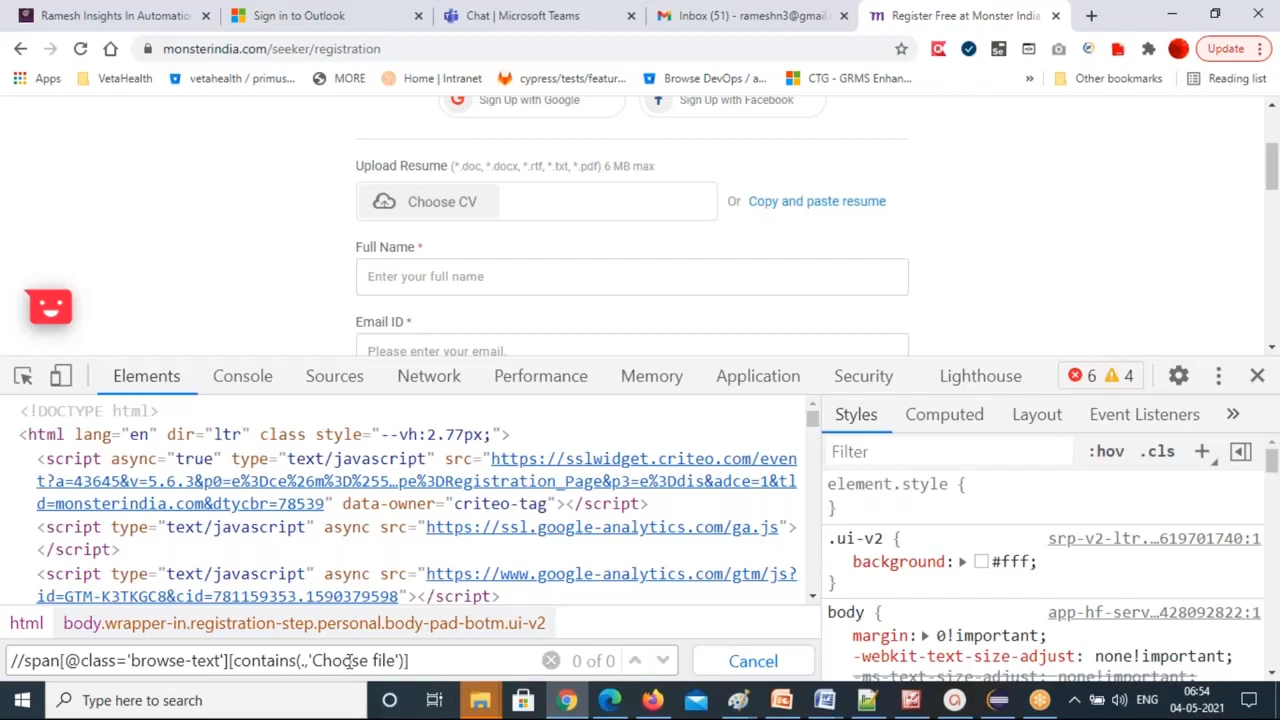 Ramesh Insights In Automation
Sign in to Outlook
Chat | Microsoft Teams
Inbox (51) - rameshn3@gmail.
Register Free at Monster India
monsterindia.com/seeker/registration
Update
Apps
VetaHealth
vetahealth / primus...
MORE
Home | Intranet
cypress/tests/featur...
Browse DevOps / a...
CTG - GRMS Enhan...
»
Other bookmarks
Reading list
Sign Up with Google
Sign Up with Facebook
Upload Resume (*.doc, *.docx, *.rtf, *.txt, *.pdf) 6 MB max
Choose CV
Or Copy and paste resume
Full Name *
Enter your full name
Email ID *
Please enter your email.
Elements Console Sources Network Performance Memory Application Security Lighthouse 6 4
<!DOCTYPE html>
<html lang="en" dir="ltr" class style="--vh:2.77px;">
<script async="true" type="text/javascript" src="https://sslwidget.criteo.com/even
t?a=43645&v=5.6.3&p0=e%3Dce%26m%3D%255...pe%3DRegistration_Page&p3=e%3Ddis&adce=1&tl
d=monsterindia.com&dtycbr=78539" data-owner="criteo-tag"></script>
<script type="text/javascript" async src="https://ssl.google-analytics.com/ga.js">
</script>
<script type="text/javascript" async src="https://www.google-analytics.com/gtm/js?
id=GTM-K3TKGC8&cid=781159353.1590379598"></script>
html body.wrapper-in.registration-step.personal.body-pad-botm.ui-v2
//span[@class='browse-text'][contains(.,'Choose file')]
0 of 0
Cancel
Styles Computed Layout Event Listeners »
Filter
:hov .cls +
element.style {
}
.ui-v2 {
srp-v2-ltr.…619701740:1
background: #fff;
}
body {
app-hf-serv…428092822:1
margin: 0!important;
-webkit-text-size-adjust: none!important;
-ms-text-size-adjust: none!important;
Type here to search
ENG
06:54
04-05-2021